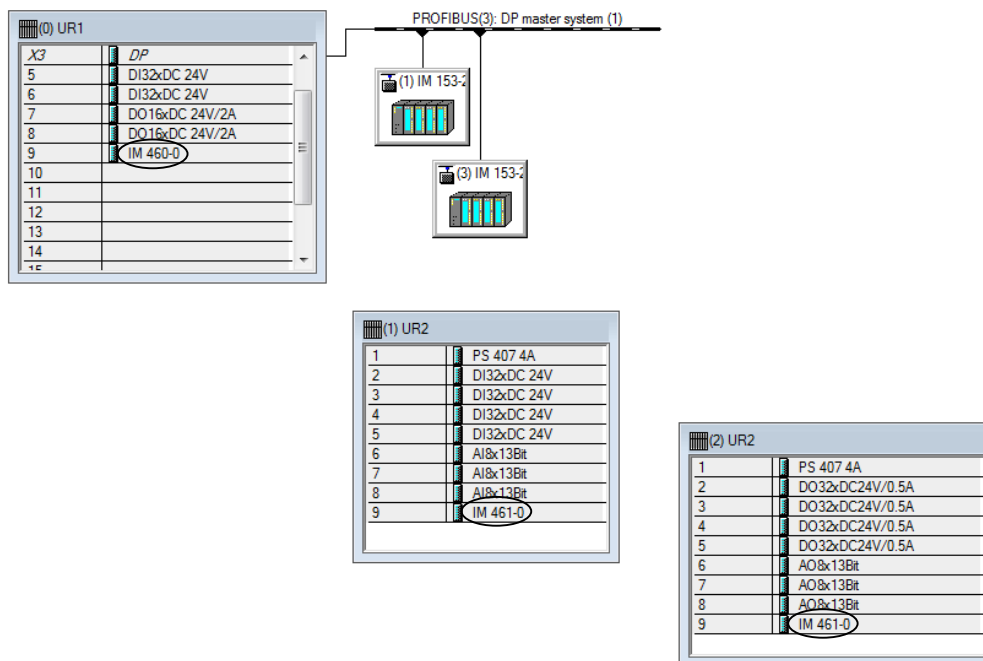 (0) UR1
X3 DP
5 DI32xDC 24V
6 DI32xDC 24V
7 DO16xDC 24V/2A
8 DO16xDC 24V/2A
9 IM 460-0
10
11
12
13
14
15
PROFIBUS(3): DP master system (1)
(1) IM 153-2
(3) IM 153-2
(1) UR2
1 PS 407 4A
2 DI32xDC 24V
3 DI32xDC 24V
4 DI32xDC 24V
5 DI32xDC 24V
6 AI8x13Bit
7 AI8x13Bit
8 AI8x13Bit
9 IM 461-0
(2) UR2
1 PS 407 4A
2 DO32xDC24V/0.5A
3 DO32xDC24V/0.5A
4 DO32xDC24V/0.5A
5 DO32xDC24V/0.5A
6 AO8x13Bit
7 AO8x13Bit
8 AO8x13Bit
9 IM 461-0